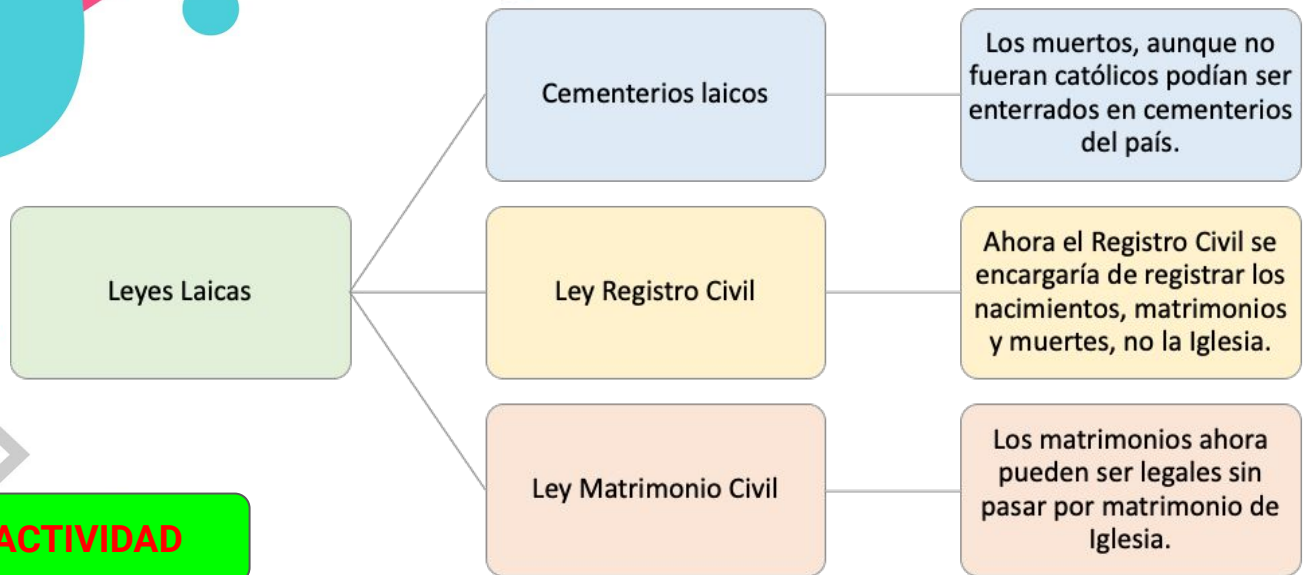 Leyes Laicas
Cementerios laicos
Los muertos, aunque no
fueran católicos podían ser
enterrados en cementerios
del país.
Ley Registro Civil
Ahora el Registro Civil se
encargaría de registrar los
nacimientos, matrimonios
y muertes, no la Iglesia.
Ley Matrimonio Civil
Los matrimonios ahora
pueden ser legales sin
pasar por matrimonio de
Iglesia.
ACTIVIDAD